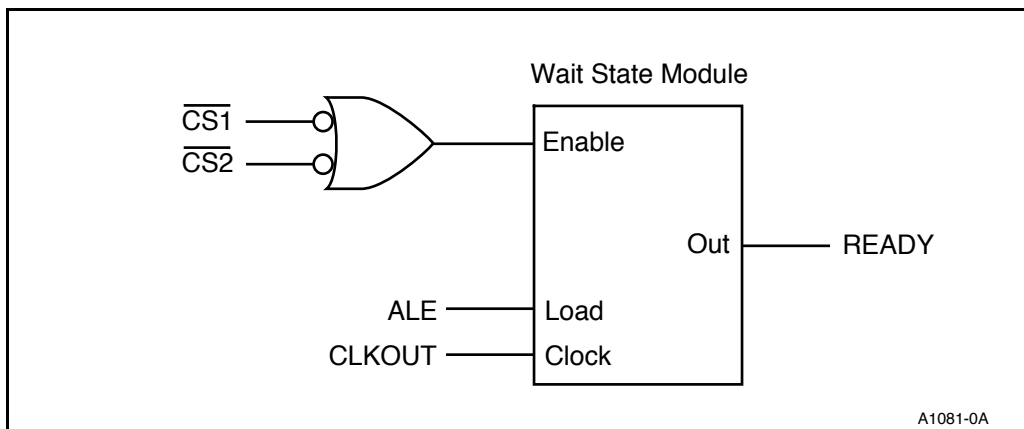 Wait State Module
CS1
CS2
Enable
Out
READY
ALE
Load
CLKOUT
Clock
A1081-0A